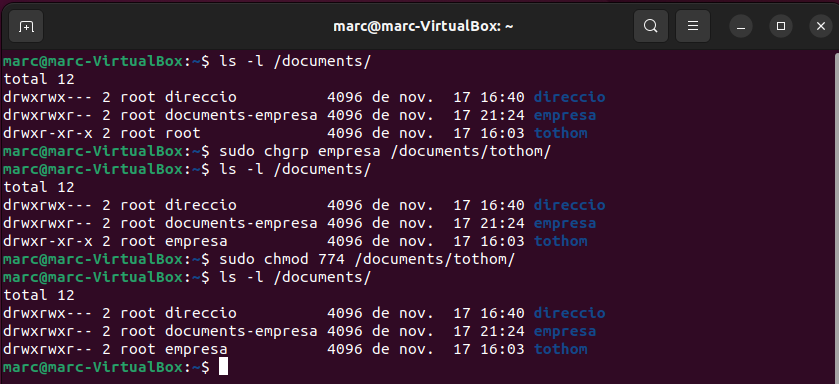 marc@marc-VirtualBox: ~
marc@marc-VirtualBox:~$ ls -l /documents/
total 12
drwxrwx--- 2 root direccio           4096 de nov.  17 16:40 direccio
drwxrwxr-- 2 root documents-empresa 4096 de nov.  17 21:24 empresa
drwxr-xr-x 2 root root               4096 de nov.  17 16:03 tothom
marc@marc-VirtualBox:~$ sudo chgrp empresa /documents/tothom/
marc@marc-VirtualBox:~$ ls -l /documents/
total 12
drwxrwx--- 2 root direccio           4096 de nov.  17 16:40 direccio
drwxrwxr-- 2 root documents-empresa 4096 de nov.  17 21:24 empresa
drwxr-xr-x 2 root empresa            4096 de nov.  17 16:03 tothom
marc@marc-VirtualBox:~$ sudo chmod 774 /documents/tothom/
marc@marc-VirtualBox:~$ ls -l /documents/
total 12
drwxrwx--- 2 root direccio           4096 de nov.  17 16:40 direccio
drwxrwxr-- 2 root documents-empresa 4096 de nov.  17 21:24 empresa
drwxrwxr-- 2 root empresa            4096 de nov.  17 16:03 tothom
marc@marc-VirtualBox:~$